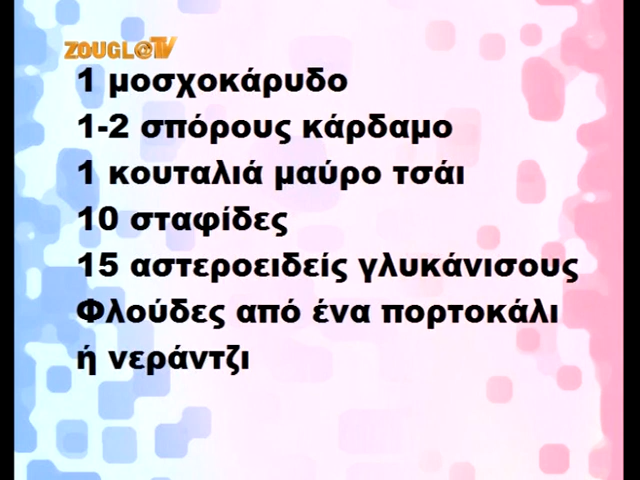 ZOUGL@TV
1 μοσχοκάρυδο
1-2 σπόρους κάρδαμο
1 κουταλιά μαύρο τσάι
10 σταφίδες
15 αστεροειδείς γλυκάνισους
Φλούδες από ένα πορτοκάλι
ή νεράντζι